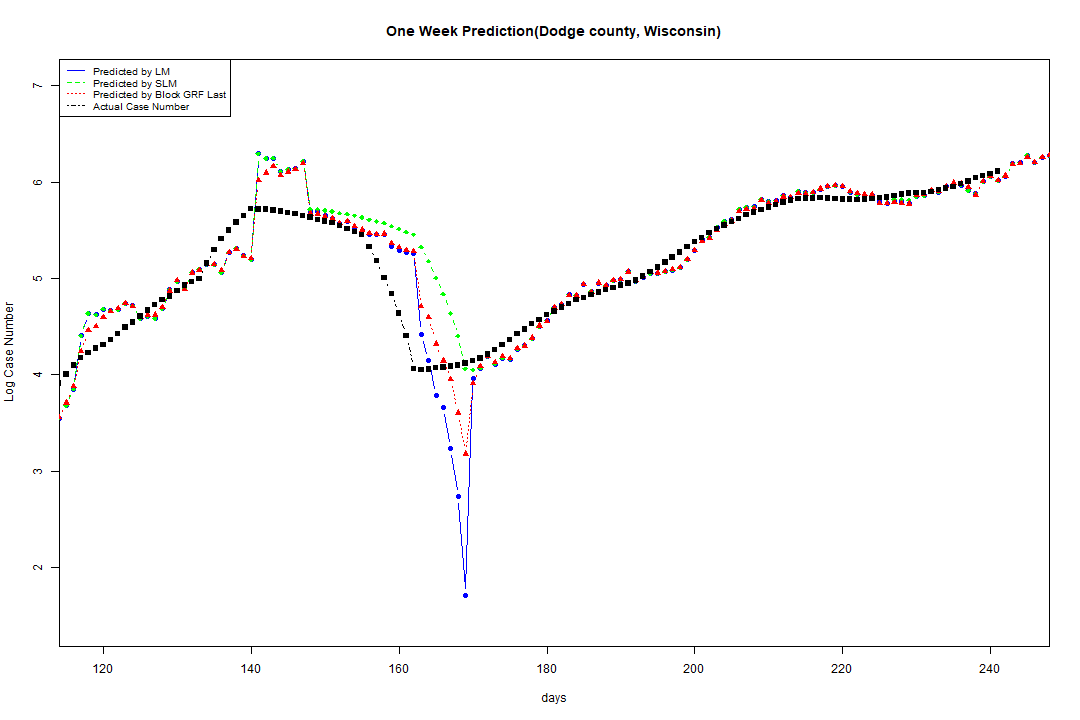 One Week Prediction(Dodge county, Wisconsin)
Predicted by LM
Predicted by SLM
Predicted by Block GRF Last
Actual Case Number
Log Case Number
7
6
5
4
3
2
120 140 160 180 200 220 240
days